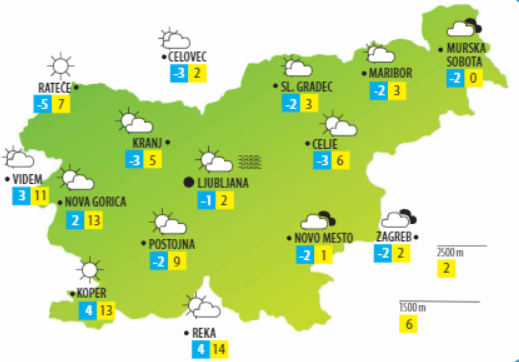 MURSKA
SOBOTA
-2 0
CELOVEC
-3 2
MARIBOR
-2 3
RATEČE
-5 7
SL. GRADEC
-2 3
KRANJ
-3 5
CELJE
-3 6
VIDEM
3 11
LJUBLJANA
-1 2
NOVA GORICA
2 13
POSTOJNA
-2 9
NOVO MESTO
-2 1
ZAGREB
-2 2
2500 m
2
KOPER
4 13
1500 m
6
REKA
4 14